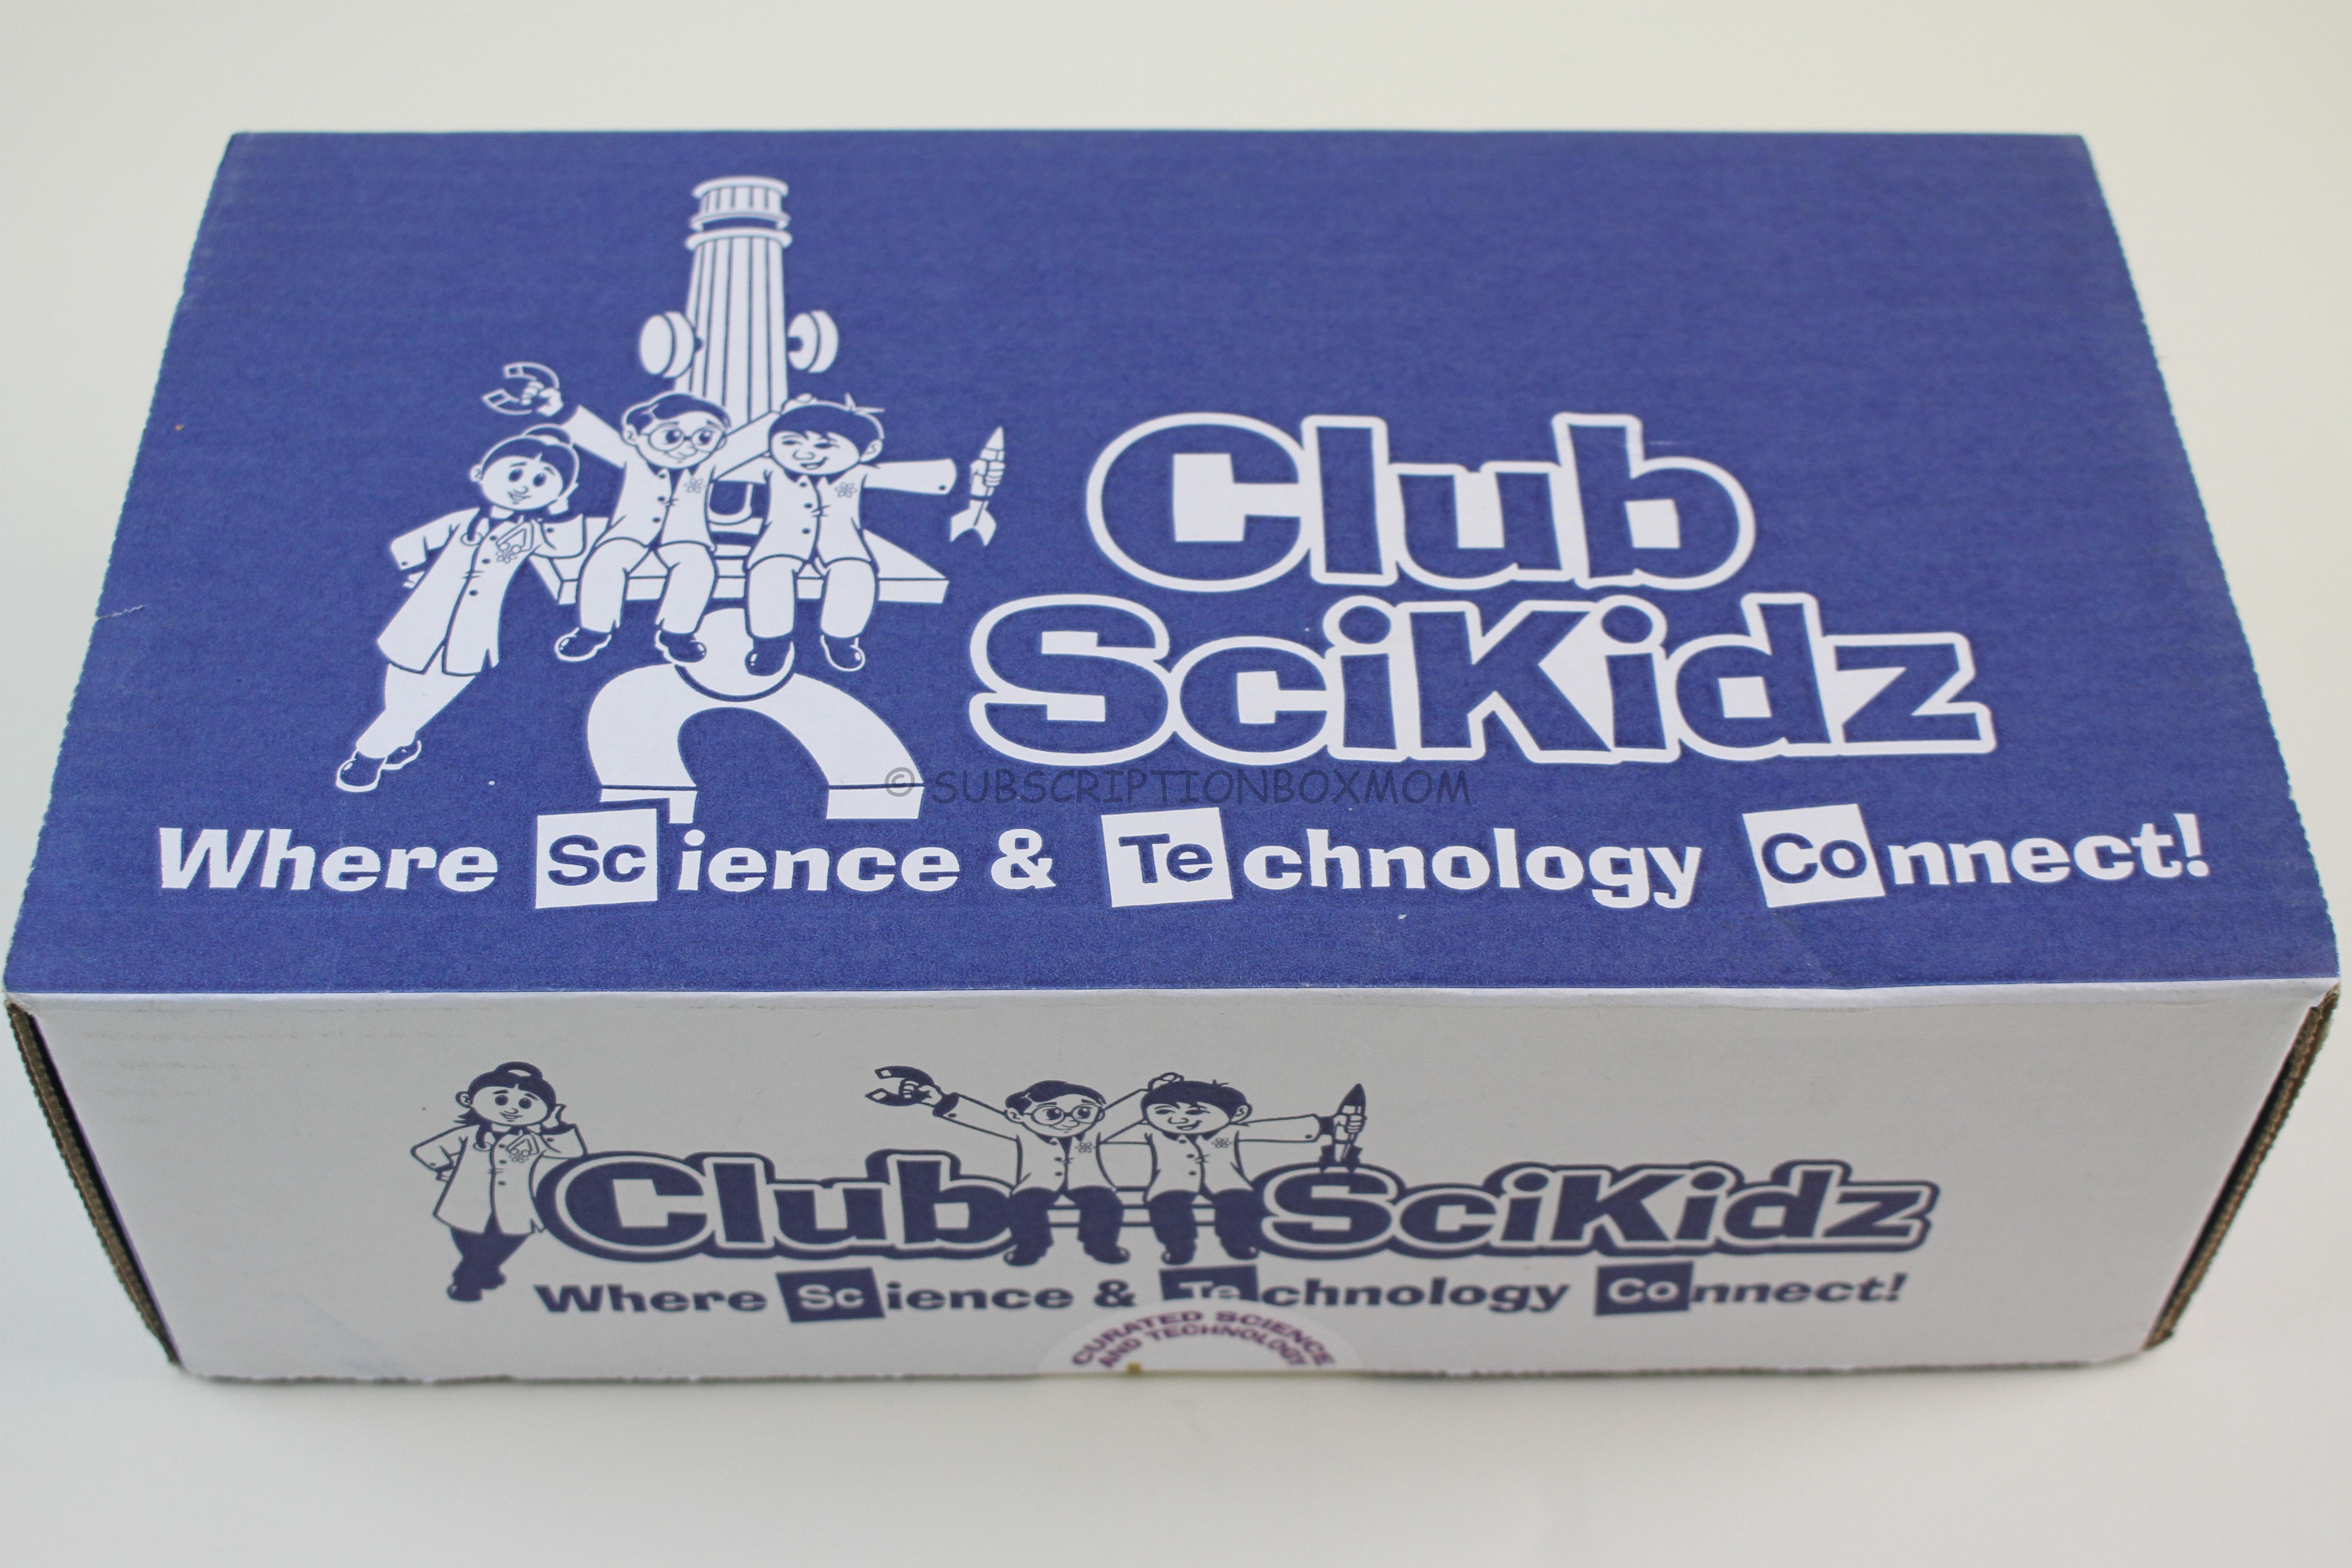 Club
SciKidz
© SUBSCRIPTIONBOXMOM
Where Science & Technology Connect!
Club SciKidz
Where Science & Technology Connect!
CURATED SCIENCE
AND TECHNOLOGY